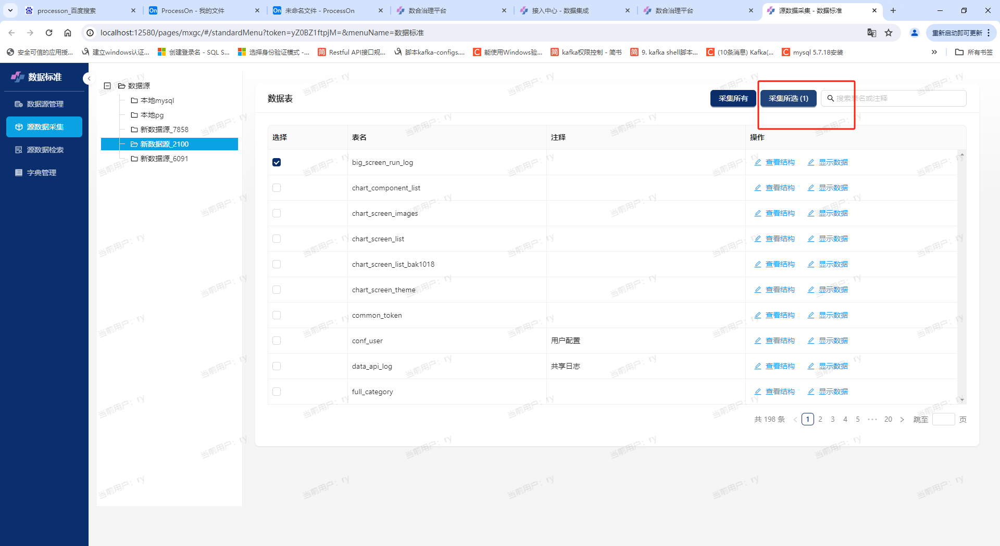 processon_百度搜索
ProcessOn - 我的文件
未命名文件 - ProcessOn
数合治理平台
接入中心 - 数据集成
数合治理平台
源数据采集 - 数据标准
localhost:12580/pages/mxgc/#/standardMenu?token=yZ0BZ1ftpjM=&menuName=数据标准
重新启动即可更新
安全可信的应用授...
建立windows认证...
创建登录名 - SQL S...
选择身份验证模式 -...
Restful API接口规...
脚本kafka-configs....
能使用Windows验...
kafka权限控制 - 简书
9. kafka shell脚本...
(10条消息) Kafka(...
mysql 5.7.18安装
所有书签
数据标准
数据源管理
源数据采集
源数据检索
字典管理
数据源
本地mysql
本地pg
新数据源_7858
新数据源_2100
新数据源_6091
数据表
采集所有
采集所选 (1)
搜索表名或注释
选择 表名 注释 操作
big_screen_run_log 查看结构 显示数据
chart_component_list 查看结构 显示数据
chart_screen_images 查看结构 显示数据
chart_screen_list 查看结构 显示数据
chart_screen_list_bak1018 查看结构 显示数据
chart_screen_theme 查看结构 显示数据
common_token 查看结构 显示数据
conf_user 用户配置 查看结构 显示数据
data_api_log 共享日志 查看结构 显示数据
full_category 查看结构 显示数据
共 198 条 < 1 2 3 4 5 ••• 20 > 跳至 页
当前用户：ry